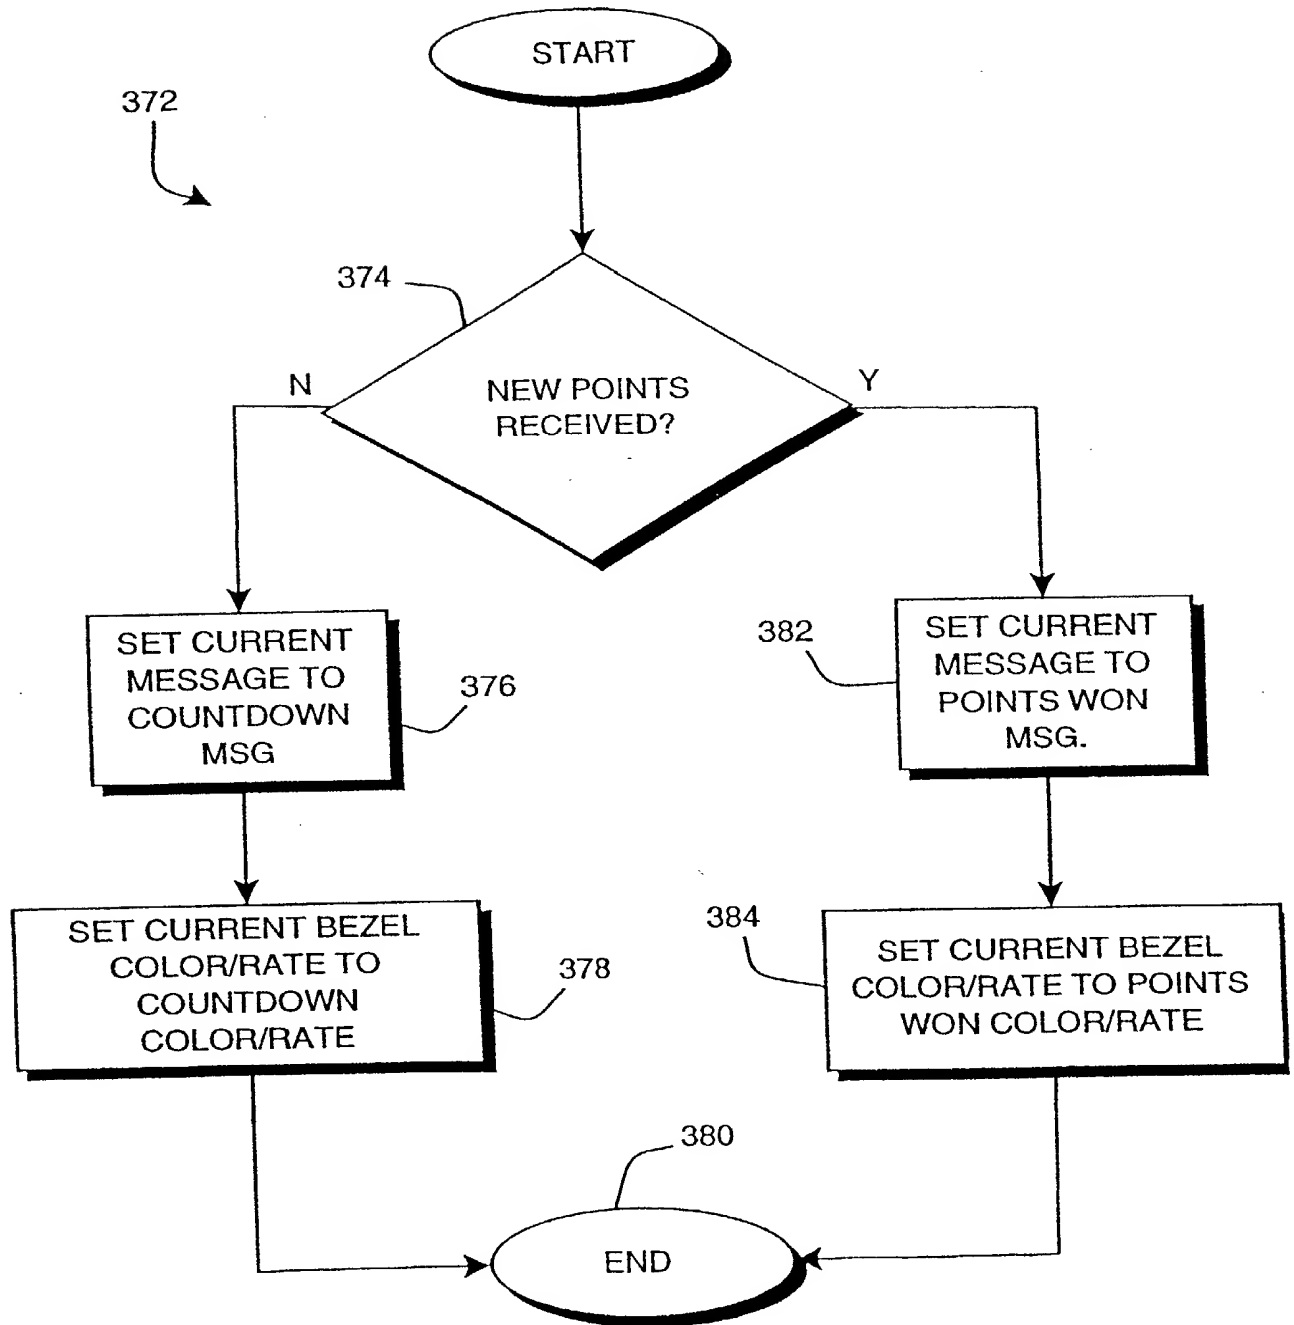 START
372
374
N
Y
NEW POINTS
RECEIVED?
SET CURRENT
MESSAGE TO
COUNTDOWN
MSG
376
382
SET CURRENT
MESSAGE TO
POINTS WON
MSG.
SET CURRENT BEZEL
COLOR/RATE TO
COUNTDOWN
COLOR/RATE
378
384
SET CURRENT BEZEL
COLOR/RATE TO POINTS
WON COLOR/RATE
380
END